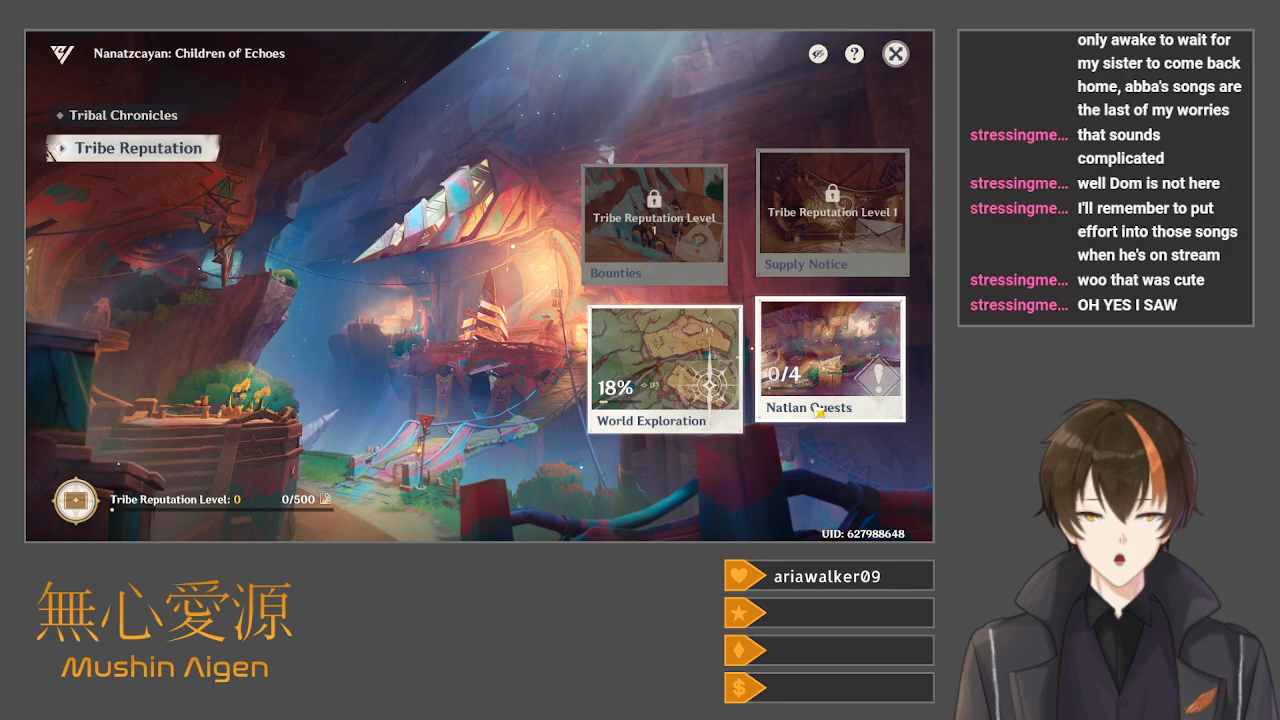 Nanatzcayan: Children of Echoes
Tribal Chronicles
Tribe Reputation
Tribe Reputation Level
1
Bounties
Tribe Reputation Level 1
Supply Notice
18%
World Exploration
0/4
Natlan Quests
Tribe Reputation Level: 0
0/500
UID: 627988648
only awake to wait for
my sister to come back
home, abba's songs are
the last of my worries
stressingme... that sounds
complicated
stressingme... well Dom is not here
stressingme... I'll remember to put
effort into those songs
when he's on stream
stressingme... woo that was cute
stressingme... OH YES I SAW
無心愛源
Mushin Aigen
ariawalker09